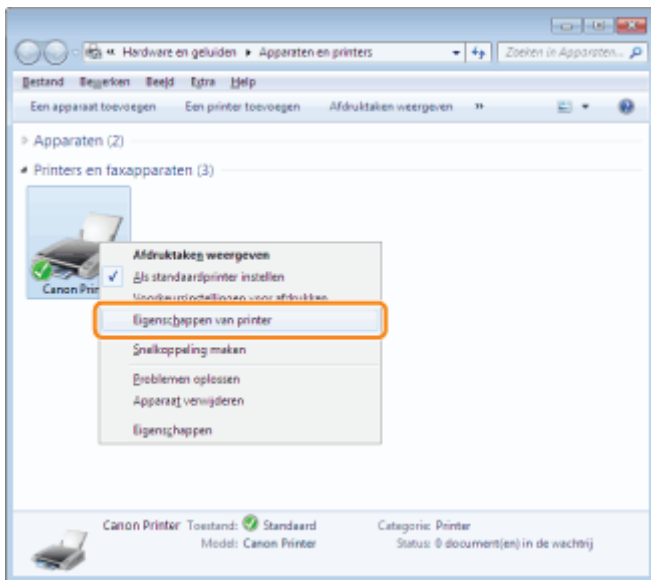 « Hardware en geluiden ▸ Apparaten en printers
Zoeken in Apparaten...
Bestand Bewerken Beeld Extra Help
Een apparaat toevoegen Een printer toevoegen Afdruktaken weergeven »
Apparaten (2)
Printers en faxapparaten (3)
Canon Prin
Afdruktaken weergeven
Als standaardprinter instellen
Voorkeursinstellingen voor afdrukken
Eigenschappen van printer
Snelkoppeling maken
Problemen oplossen
Apparaat verwijderen
Eigenschappen
Canon Printer Toestand: Standaard Categorie: Printer
Model: Canon Printer Status: 0 document(en) in de wachtrij